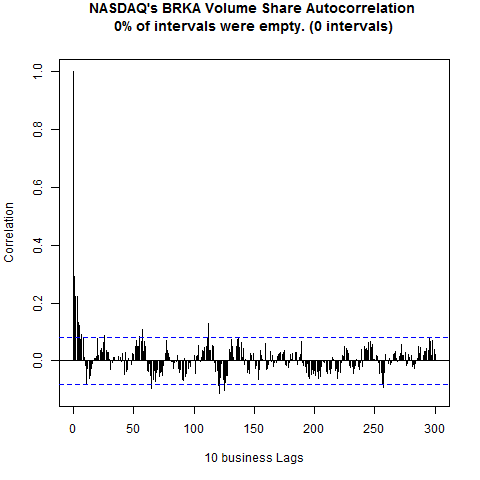 NASDAQ's BRKA Volume Share Autocorrelation
0% of intervals were empty. (0 intervals)
1.0
0.8
0.6
0.4
0.2
0.0
Correlation
0 50 100 150 200 250 300
10 business Lags